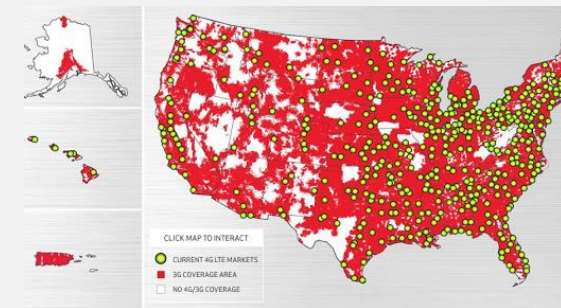 CLICK MAP TO INTERACT
CURRENT 4G LTE MARKETS
3G COVERAGE AREA
NO 4G/3G COVERAGE